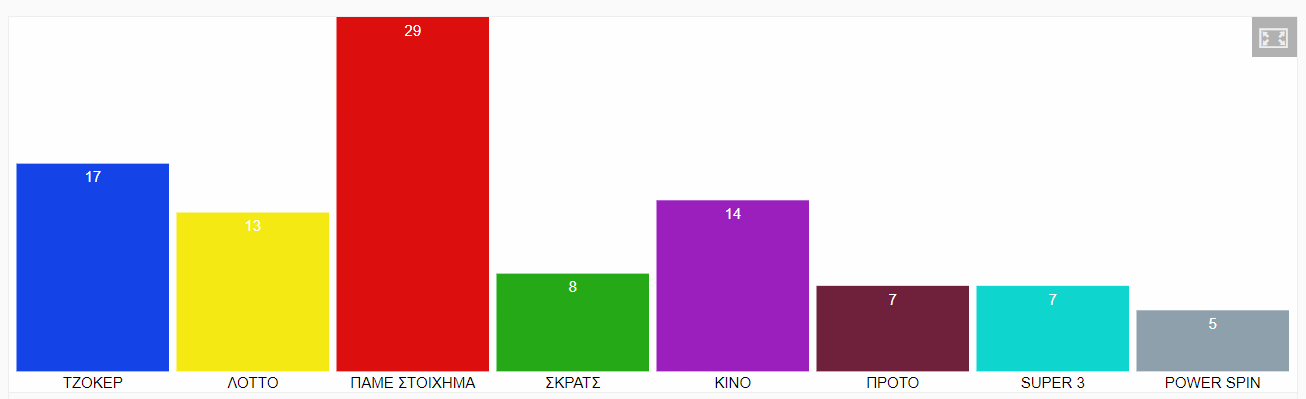 29
17
14
13
8
7
7
5
ΤΖΟΚΕΡ
ΛΟΤΤΟ
ΠΑΜΕ ΣΤΟΙΧΗΜΑ
ΣΚΡΑΤΣ
ΚΙΝΟ
ΠΡΟΤΟ
SUPER 3
POWER SPIN